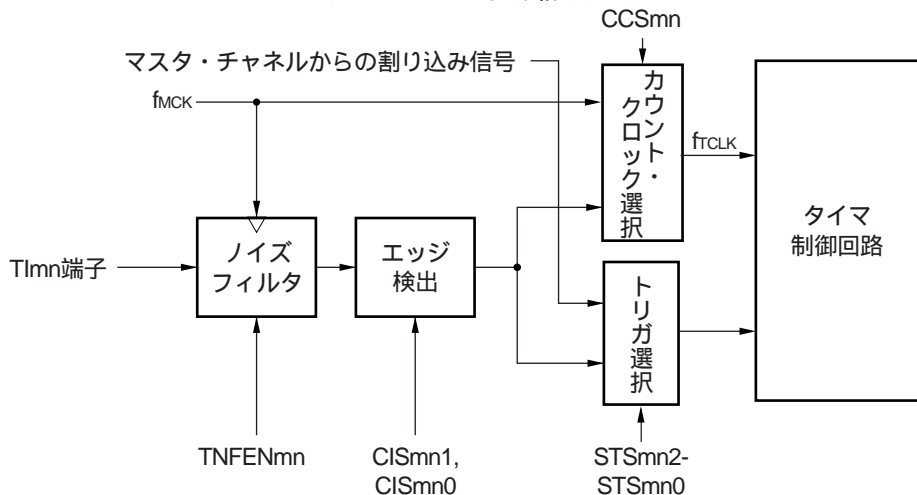 CCSmn
マスタ・チャネルからの割り込み信号
fMCK
カウント・
クロック選択
fTCLK
タイマ
制御回路
TImn端子
ノイズ
フィルタ
エッジ
検出
トリガ選択
TNFENmn
CISmn1,
CISmn0
STSmn2-
STSmn0